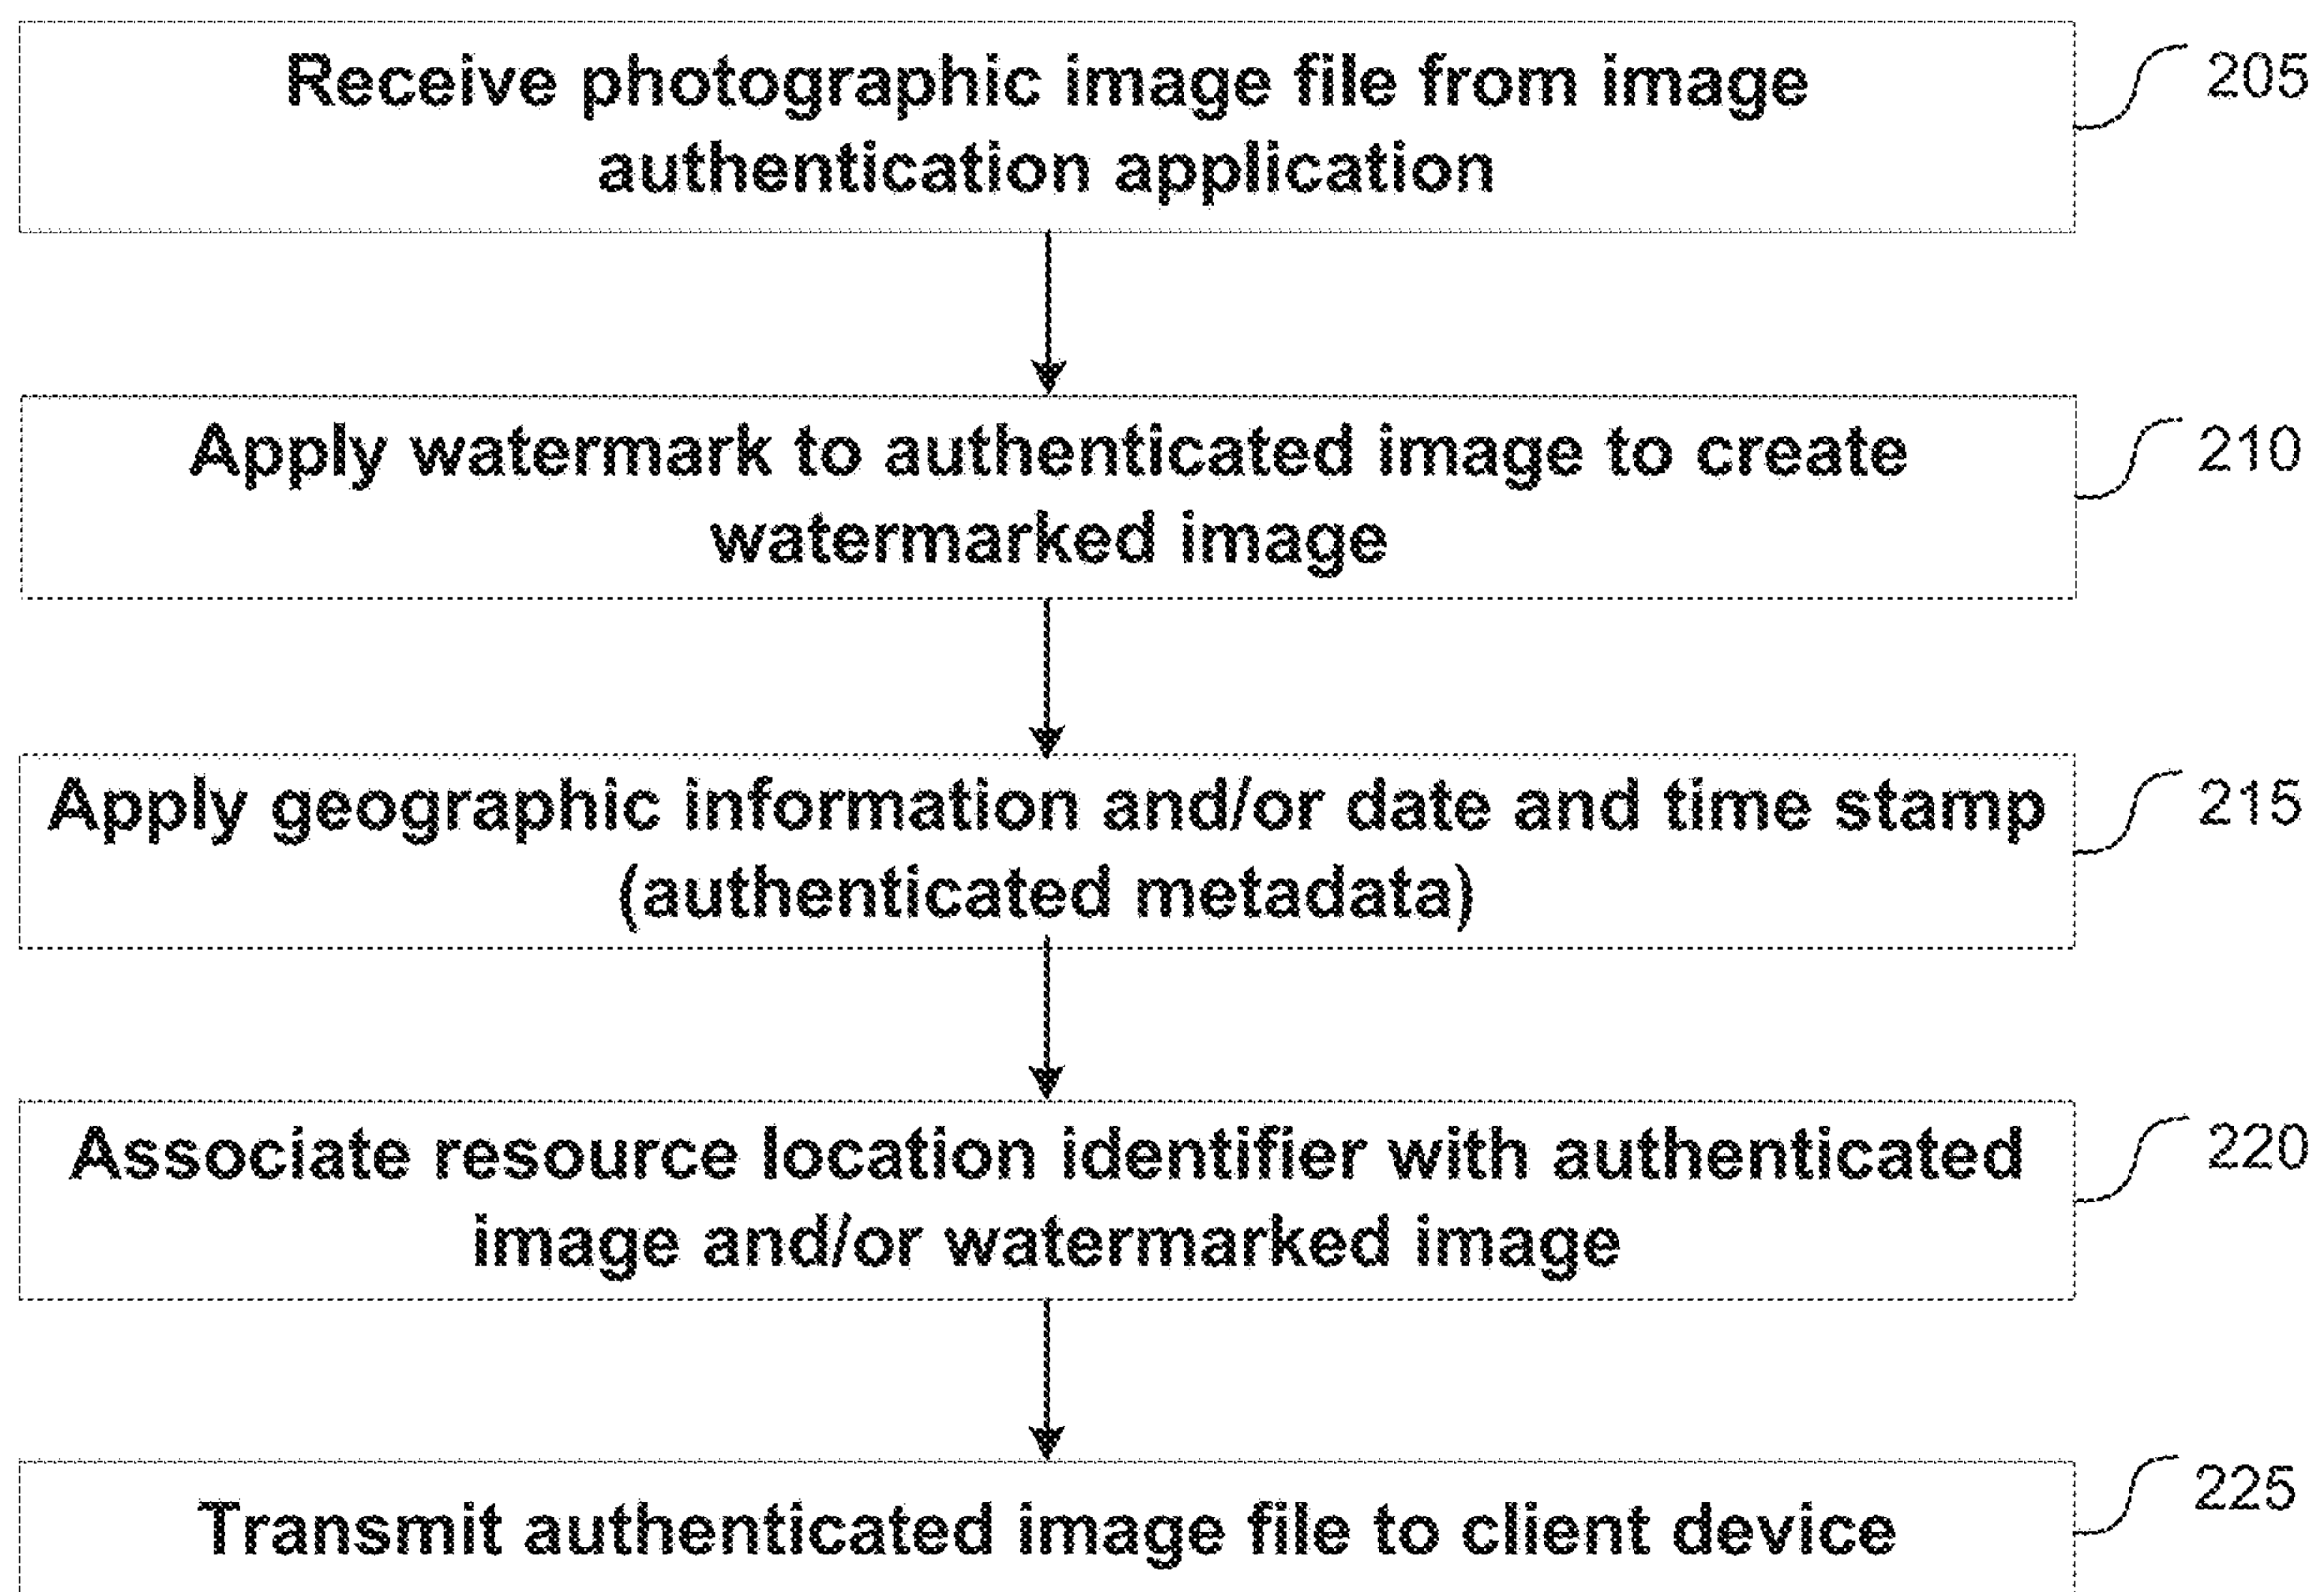 Receive photographic image file from image
authentication application
205
Apply watermark to authenticated image to create
watermarked image
210
Apply geographic information and/or date and time stamp
(authenticated metadata)
215
Associate resource location identifier with authenticated
image and/or watermarked image
220
Transmit authenticated image file to client device
225